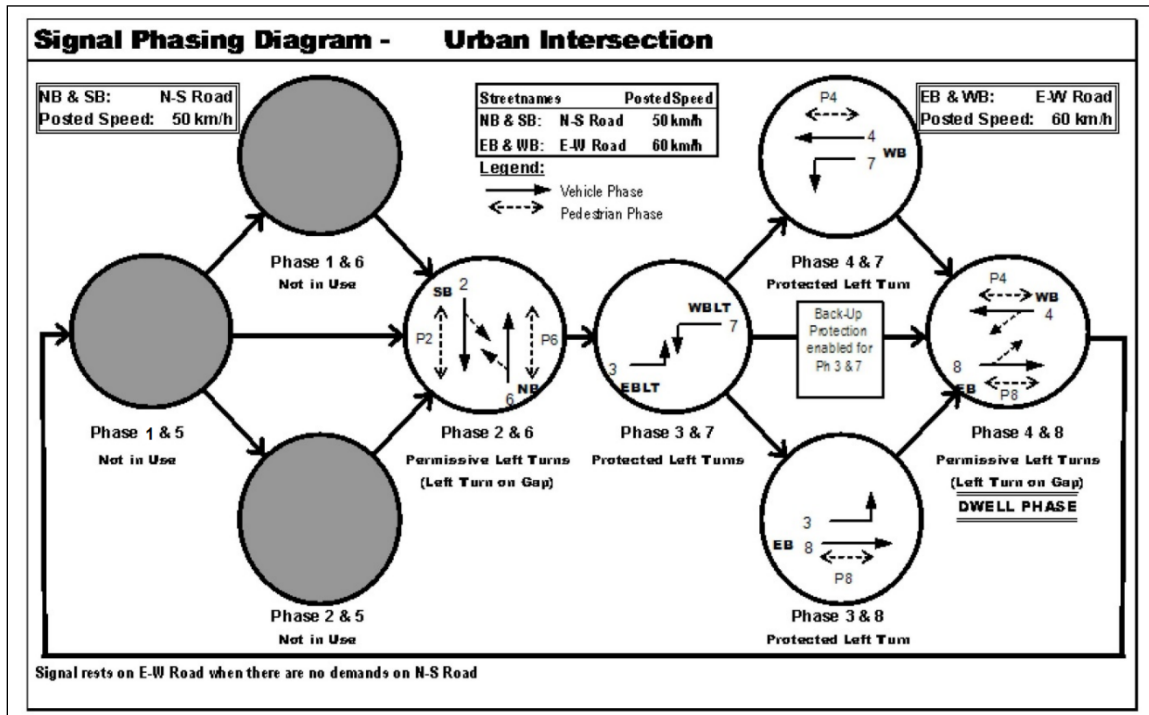 Signal Phasing Diagram - Urban Intersection
NB & SB: N-S Road
Posted Speed: 50 km/h
Streetnames Posted Speed
NB & SB: N-S Road 50 km/h
EB & WB: E-W Road 60 km/h
Legend:
Vehicle Phase
Pedestrian Phase
EB & WB: E-W Road
Posted Speed: 60 km/h
P4
4
7 WB
Phase 1 & 6
Not in Use
Phase 4 & 7
Protected Left Turn
SB 2
P2
P6
6 NB
WBLT
7
3
EBLT
Back-Up
Protection
enabled for
Ph 3 & 7
P4
WB
4
8
EB
P8
Phase 1 & 5
Not in Use
Phase 2 & 6
Permissive Left Turns
(Left Turn on Gap)
Phase 3 & 7
Protected Left Turns
Phase 4 & 8
Permissive Left Turns
(Left Turn on Gap)
DWELL PHASE
3
EB 8
P8
Phase 2 & 5
Not in Use
Phase 3 & 8
Protected Left Turn
Signal rests on E-W Road when there are no demands on N-S Road